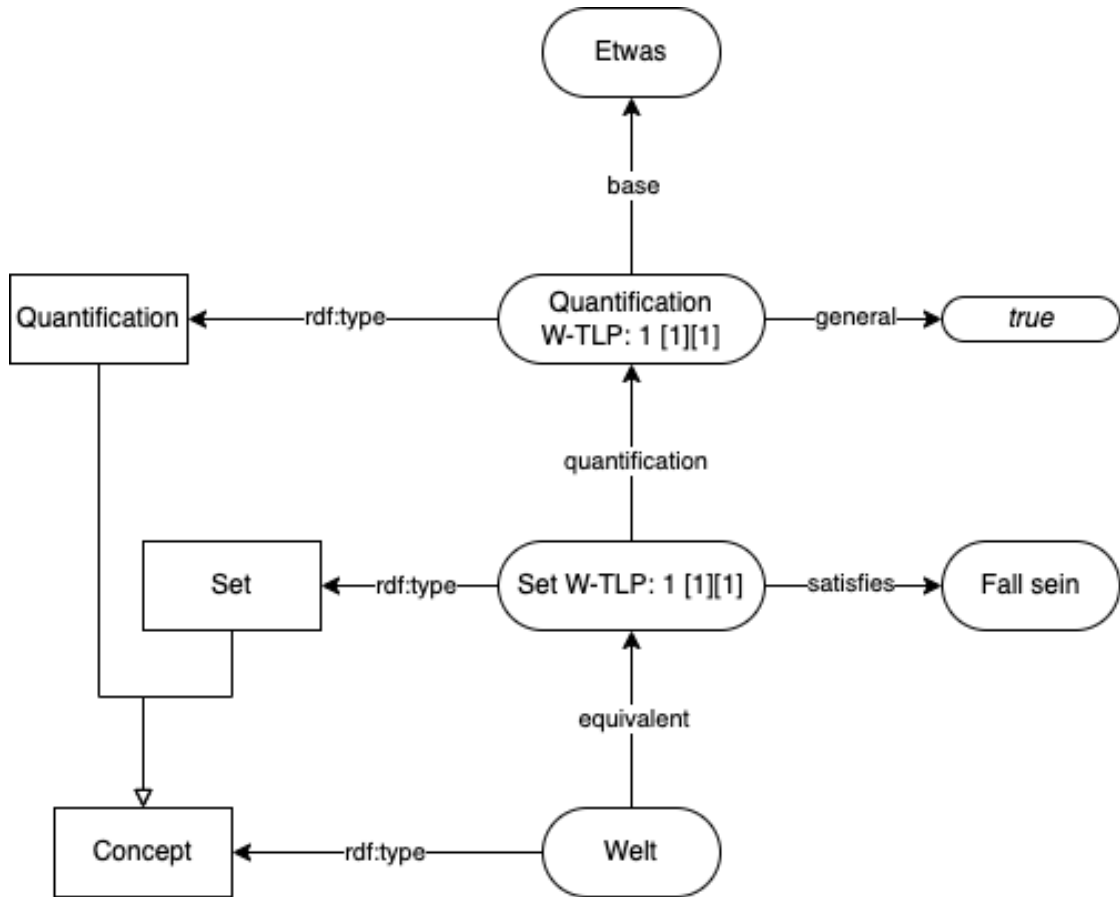 Etwas
base
Quantification
rdf:type
Quantification
W-TLP: 1 [1][1]
general
true
quantification
Set
rdf:type
Set W-TLP: 1 [1][1]
satisfies
Fall sein
equivalent
Concept
rdf:type
Welt